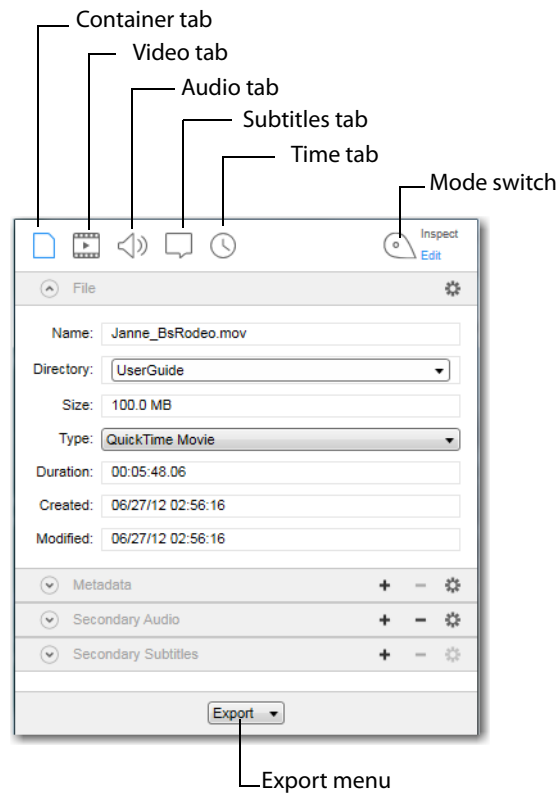 Container tab
Video tab
Audio tab
Subtitles tab
Time tab
Mode switch
Inspect
Edit
File
Name: Janne_BsRodeo.mov
Directory: UserGuide
Size: 100.0 MB
Type: QuickTime Movie
Duration: 00:05:48.06
Created: 06/27/12 02:56:16
Modified: 06/27/12 02:56:16
Metadata
Secondary Audio
Secondary Subtitles
Export
Export menu